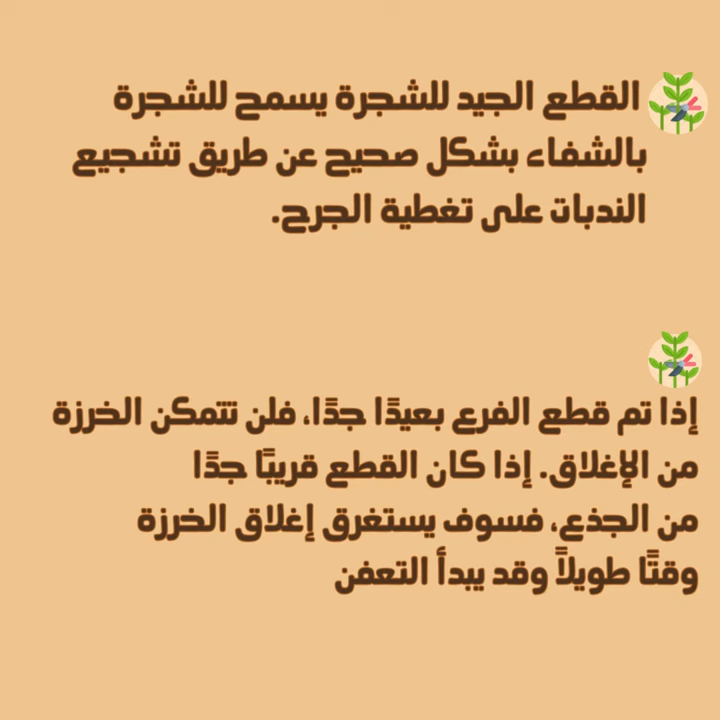 القطع الجيد للشجرة يسمح للشجرة
بالشفاء بشكل صحيح عن طريق تشجيع
الندبات على تغطية الجرح.
إذا تم قطع الفرع بعيدًا جدًا، فلن تتمكن الخرزة
من الإغلاق. إذا كان القطع قريبًا جدًا
من الجذع، فسوف يستغرق إغلاق الخرزة
وقتًا طويلاً وقد يبدأ التعفن